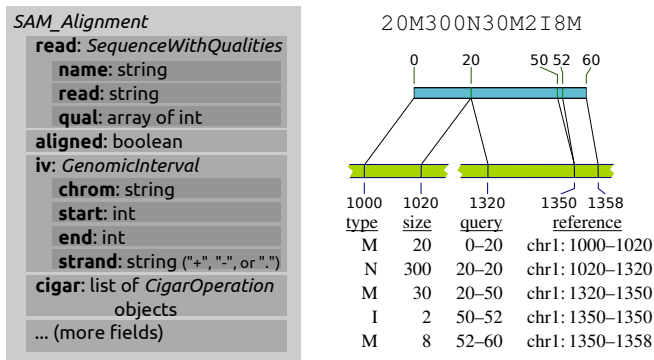 SAM_Alignment
read: SequenceWithQualities
name: string
read: string
qual: array of int
aligned: boolean
iv: GenomicInterval
chrom: string
start: int
end: int
strand: string ("+", "-", or ".")
cigar: list of CigarOperation
objects
... (more fields)
20M300N30M2I8M
0 20 50 52 60
1000 1020 1320 1350 1358
type size query reference
M 20 0–20 chr1: 1000–1020
N 300 20–20 chr1: 1020–1320
M 30 20–50 chr1: 1320–1350
I 2 50–52 chr1: 1350–1350
M 8 52–60 chr1: 1350–1358